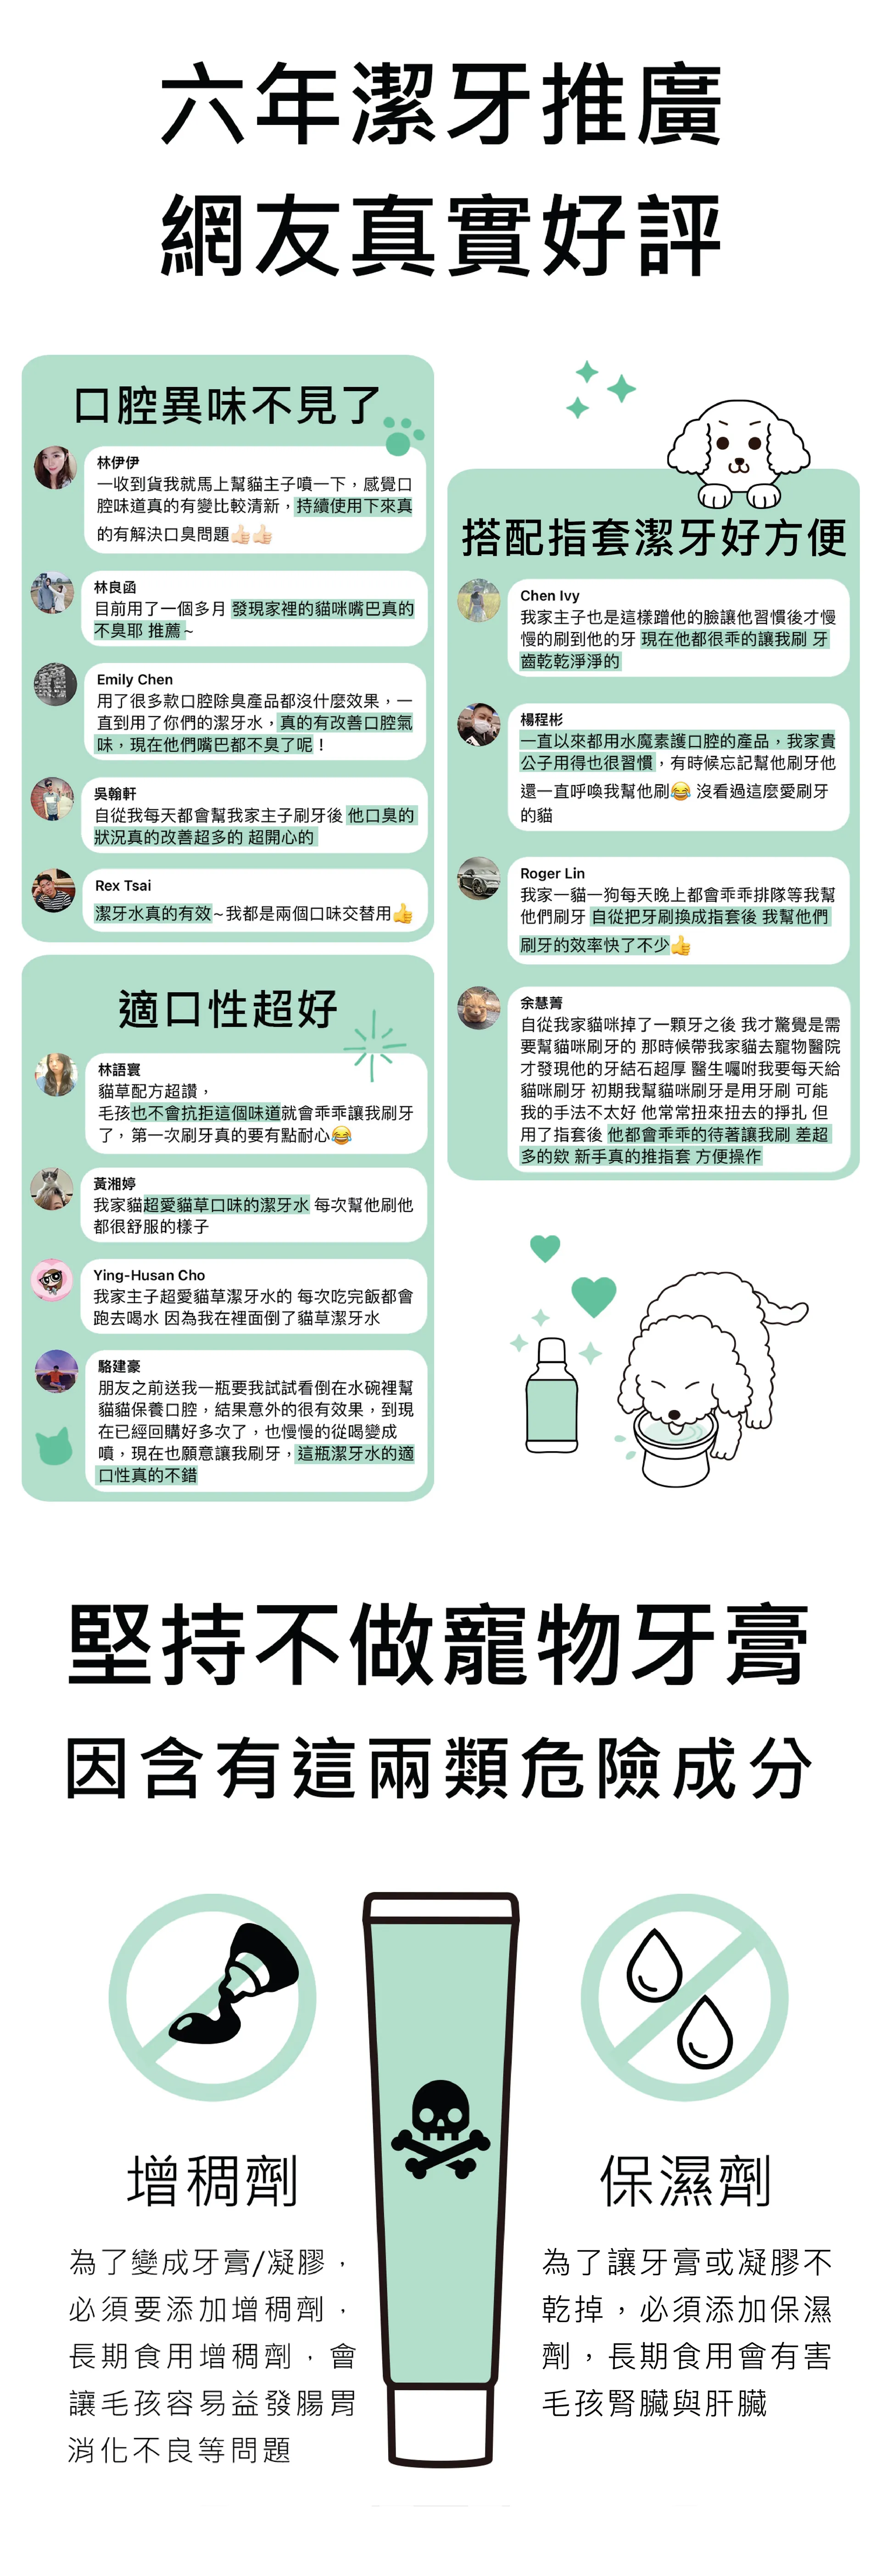 六年潔牙推廣
網友真實好評
口腔異味不見了
林伊伊
一收到貨我就馬上幫貓主子噴一下，感覺口
腔味道真的有變比較清新，持續使用下來真
的有解決口臭問題👍🏻👍🏻
林良函
目前用了一個多月 發現家裡的貓咪嘴巴真的
不臭耶 推薦~
Emily Chen
用了很多款口腔除臭產品都沒什麼效果，一
直到用了你們的潔牙水，真的有改善口腔氣
味，現在他們嘴巴都不臭了呢！
吳翰軒
自從我每天都會幫我家主子刷牙後 他口臭的
狀況真的改善超多的 超開心的
Rex Tsai
潔牙水真的有效~我都是兩個口味交替用👍
適口性超好
林語寰
貓草配方超讚，
毛孩也不會抗拒這個味道就會乖乖讓我刷牙
了，第一次刷牙真的要有點耐心😂
黃湘婷
我家貓超愛貓草口味的潔牙水 每次幫他刷他
都很舒服的樣子
Ying-Husan Cho
我家主子超愛貓草潔牙水的 每次吃完飯都會
跑去喝水 因為我在裡面倒了貓草潔牙水
駱建豪
朋友之前送我一瓶要我試試看倒在水碗裡幫
貓貓保養口腔，結果意外的很有效果，到現
在已經回購好多次了，也慢慢的從喝變成
噴，現在也願意讓我刷牙，這瓶潔牙水的適
口性真的不錯
搭配指套潔牙好方便
Chen Ivy
我家主子也是這樣蹭他的臉讓他習慣後才慢
慢的刷到他的牙 現在他都很乖的讓我刷 牙
齒乾乾淨淨的
楊程彬
一直以來都用水魔素護口腔的產品，我家貴
公子用得也很習慣，有時候忘記幫他刷牙他
還一直呼喚我幫他刷😂 沒看過這麼愛刷牙
的貓
Roger Lin
我家一貓一狗每天晚上都會乖乖排隊等我幫
他們刷牙 自從把牙刷換成指套後 我幫他們
刷牙的效率快了不少👍
余慧菁
自從我家貓咪掉了一顆牙之後 我才驚覺是需
要幫貓咪刷牙的 那時候帶我家貓去寵物醫院
才發現他的牙結石超厚 醫生囑咐我要每天給
貓咪刷牙 初期我幫貓咪刷牙是用牙刷 可能
我的手法不太好 他常常扭來扭去的掙扎 但
用了指套後 他都會乖乖的待著讓我刷 差超
多的欸 新手真的推指套 方便操作
堅持不做寵物牙膏
因含有這兩類危險成分
增稠劑
為了變成牙膏/凝膠，
必須要添加增稠劑，
長期食用增稠劑，會
讓毛孩容易益發腸胃
消化不良等問題
保濕劑
為了讓牙膏或凝膠不
乾掉，必須添加保濕
劑，長期食用會有害
毛孩腎臟與肝臟